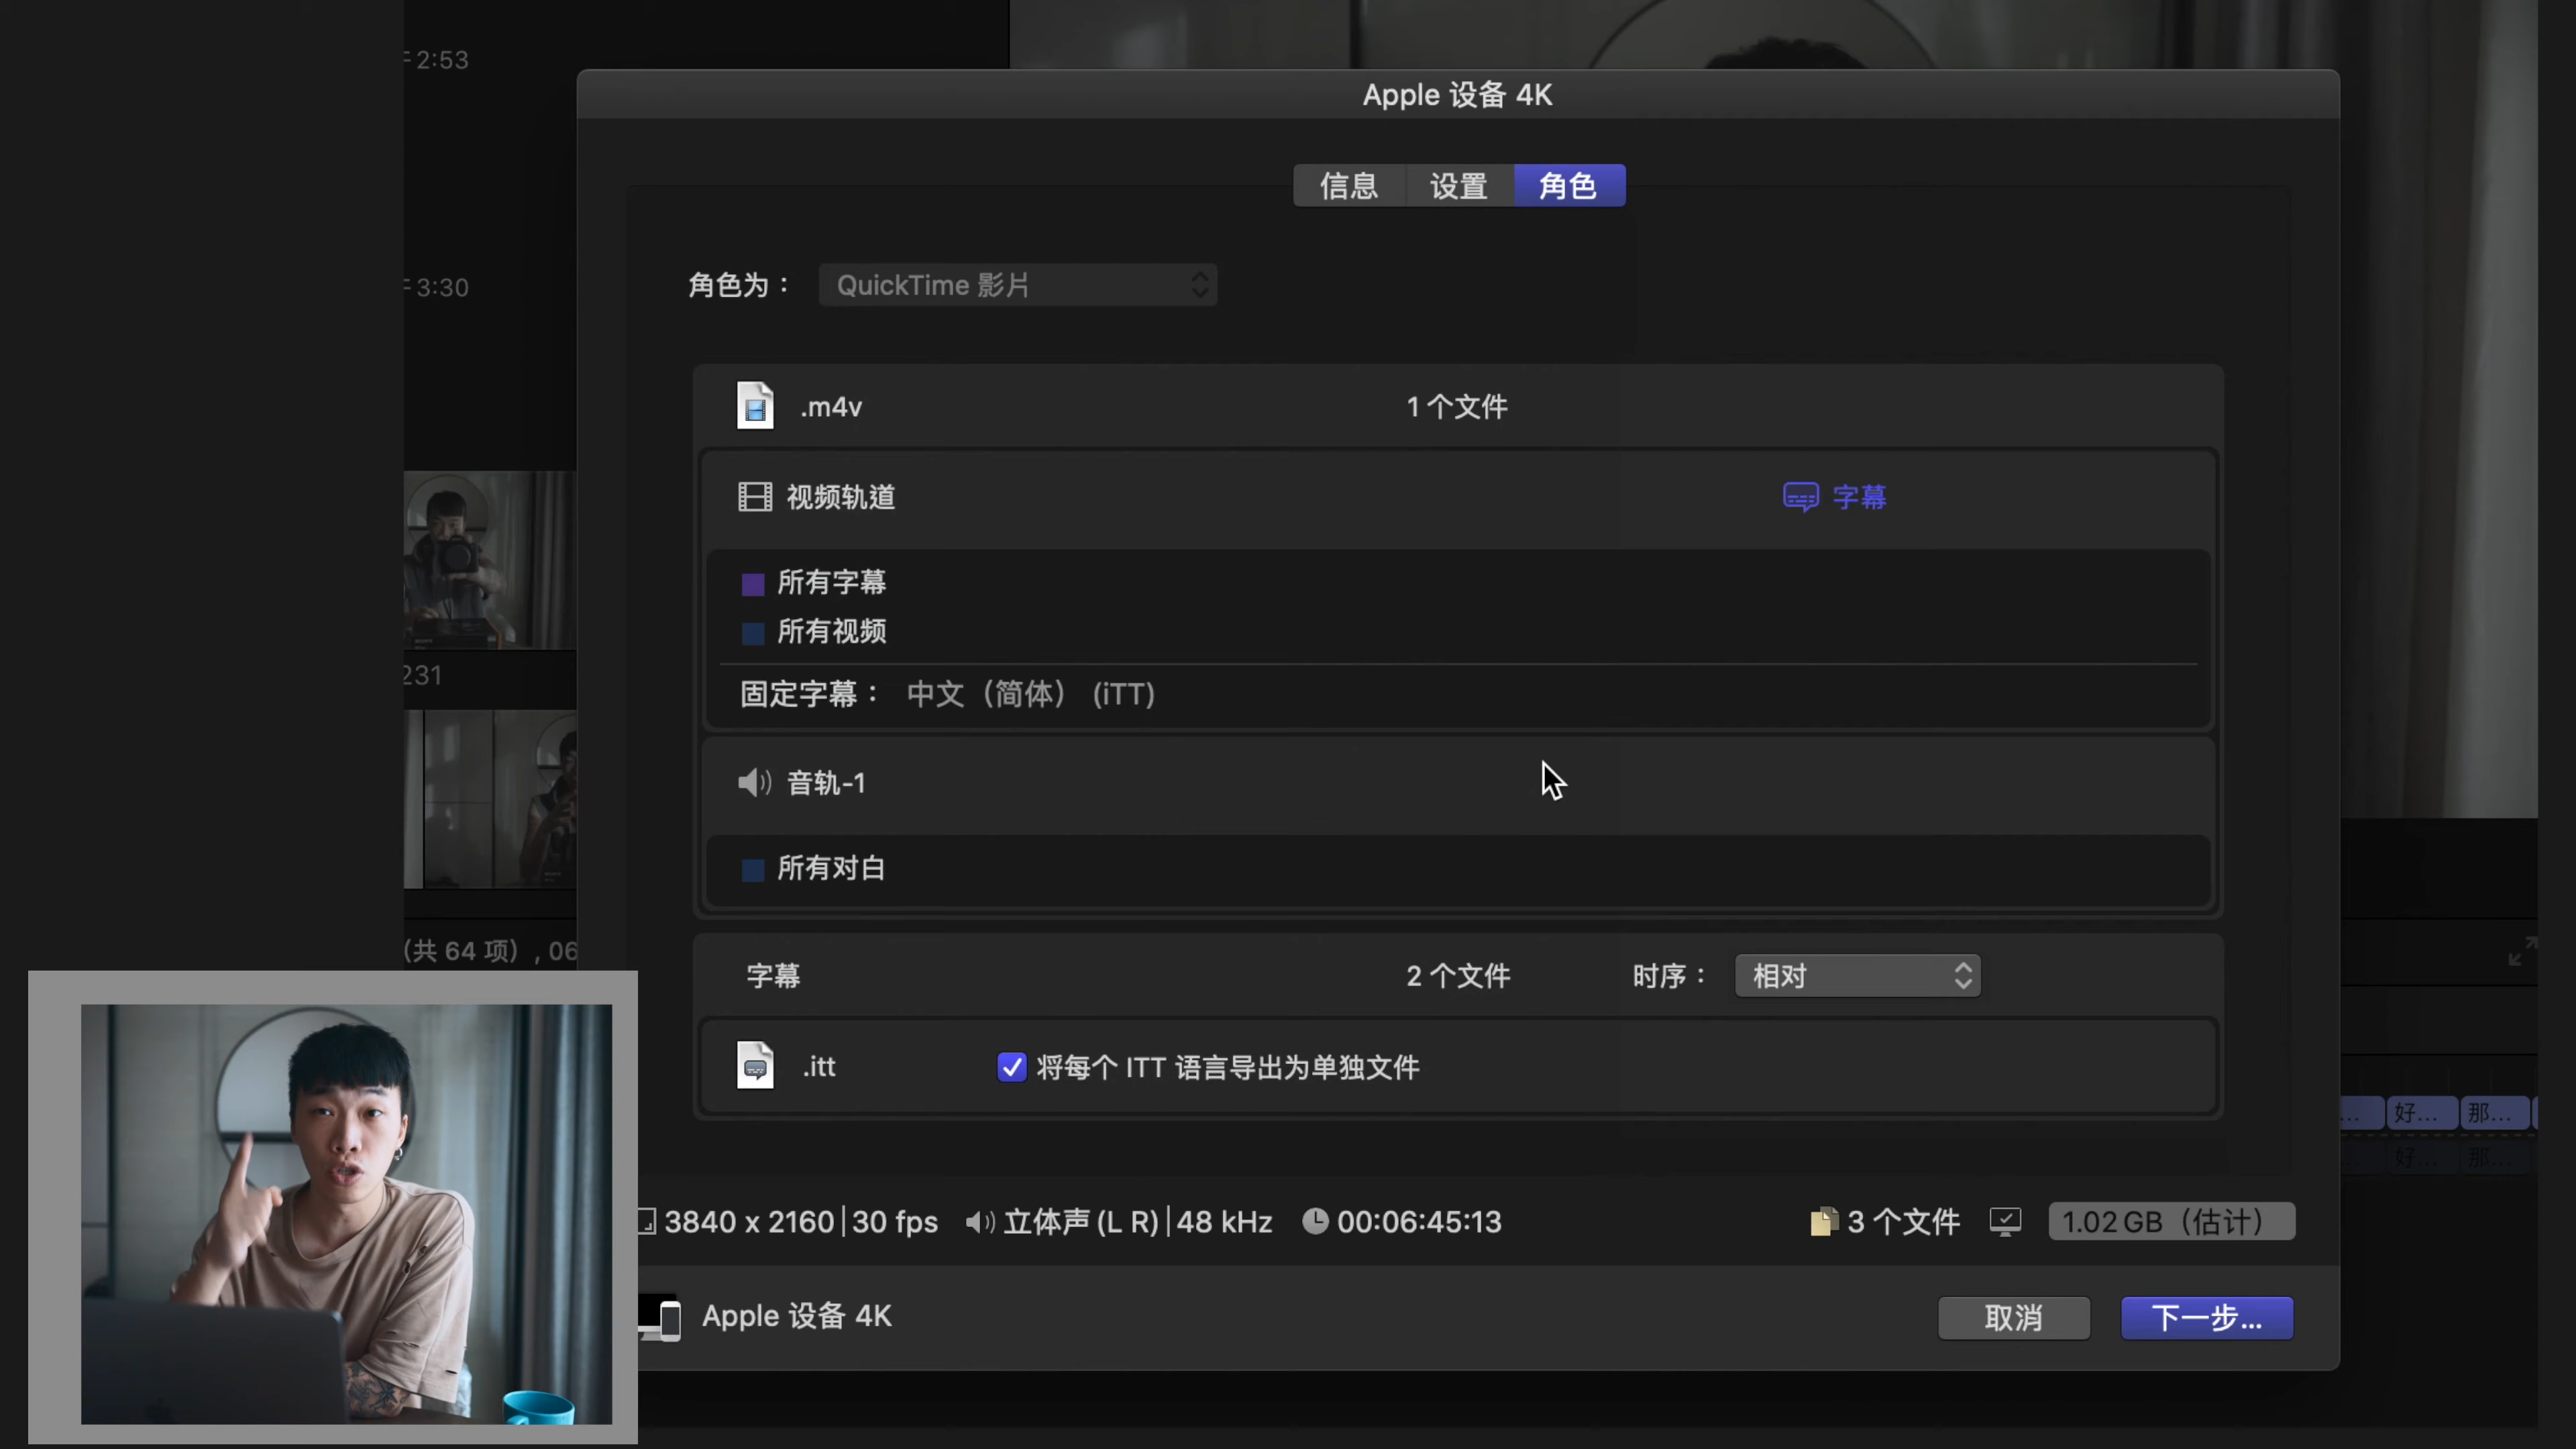 2:53
Apple 设备 4K
信息 设置 角色
角色为： QuickTime 影片
3:30
.m4v 1 个文件
视频轨道 字幕
所有字幕
所有视频
231
固定字幕： 中文（简体） (iTT)
音轨-1
所有对白
(共 64 项) , 06
字幕 2 个文件 时序： 相对
.itt 将每个 ITT 语言导出为单独文件
... 好... 那...
好... 那...
3840 x 2160 | 30 fps 立体声 (L R) | 48 kHz 00:06:45:13 3 个文件 1.02 GB（估计）
Apple 设备 4K 取消 下一步...